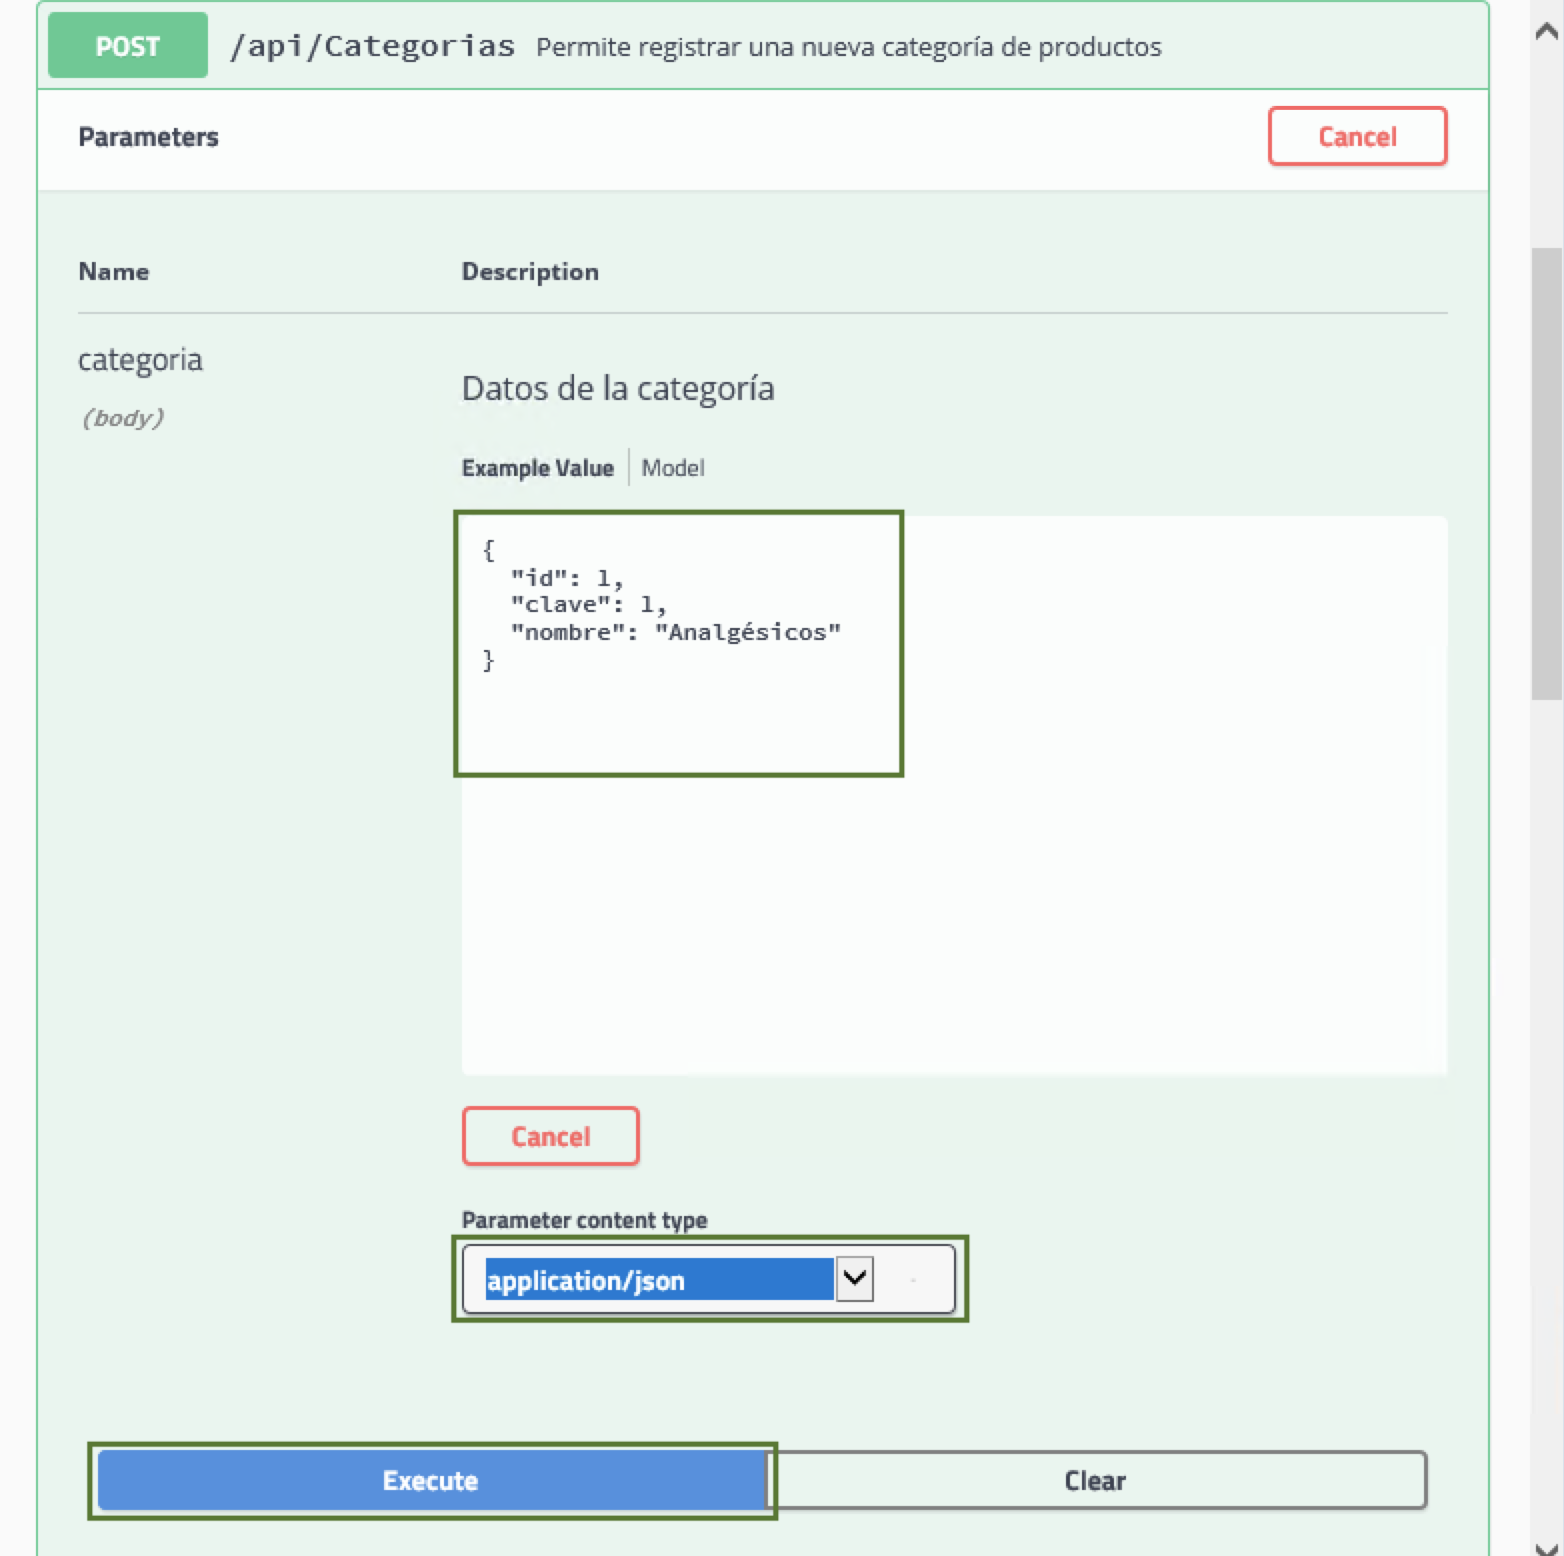 POST /api/Categorias Permite registrar una nueva categoría de productos
Parameters Cancel
Name Description
categoria
(body)
Datos de la categoría
Example Value Model
{
"id": 1,
"clave": 1,
"nombre": "Analgésicos"
}
Cancel
Parameter content type
application/json
Execute Clear